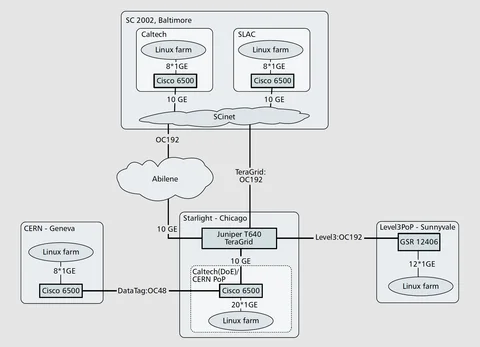 SC 2002, Baltimore
Caltech
SLAC
Linux farm
Linux farm
8*1GE
8*1GE
Cisco 6500
Cisco 6500
10 GE
10 GE
SCinet
OC192
TeraGrid:
OC192
Abilene
Starlight - Chicago
CERN - Geneva
Level3PoP - Sunnyvale
10 GE
Juniper T640
TeraGrid
Level3:OC192
GSR 12406
Linux farm
10 GE
12*1GE
8*1GE
Caltech(DoE)/
CERN PoP
Cisco 6500
DataTag:OC48
Cisco 6500
Linux farm
20*1GE
Linux farm